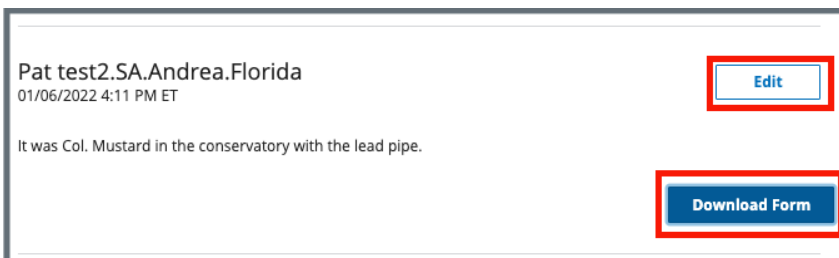 Pat test2.SA.Andrea.Florida
Edit
01/06/2022 4:11 PM ET
It was Col. Mustard in the conservatory with the lead pipe.
Download Form